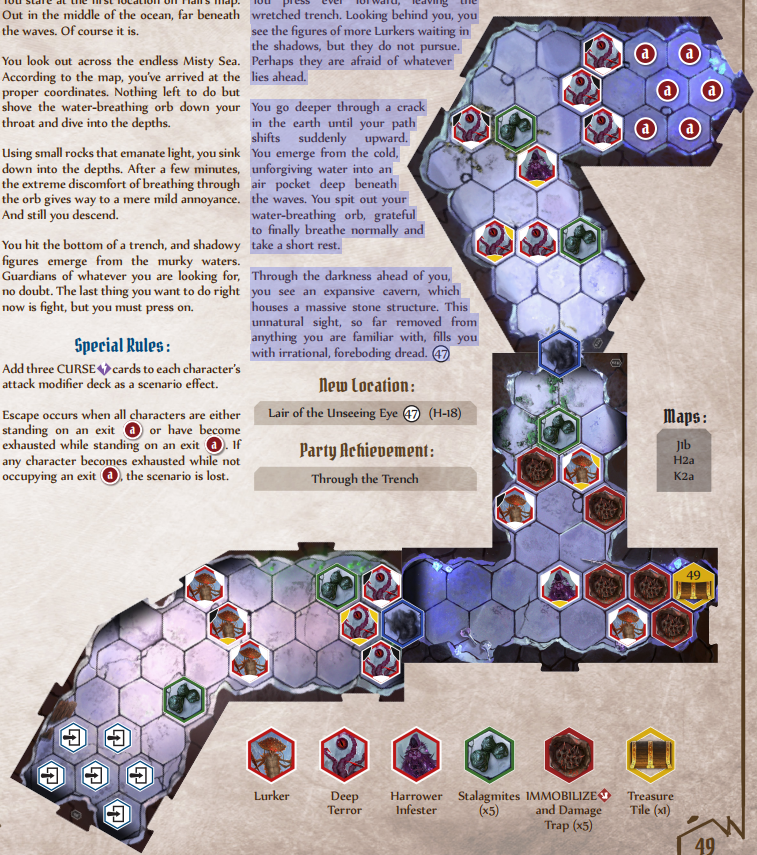 You stare at the first location on Hail's map.
Out in the middle of the ocean, far beneath
the waves. Of course it is.
You look out across the endless Misty Sea.
According to the map, you've arrived at the
proper coordinates. Nothing left to do but
shove the water-breathing orb down your
throat and dive into the depths.
Using small rocks that emanate light, you sink
down into the depths. After a few minutes,
the extreme discomfort of breathing through
the orb gives way to a mere mild annoyance.
And still you descend.
You hit the bottom of a trench, and shadowy
figures emerge from the murky waters.
Guardians of whatever you are looking for,
no doubt. The last thing you want to do right
now is fight, but you must press on.
Special Rules:
Add three CURSE cards to each character's
attack modifier deck as a scenario effect.
Escape occurs when all characters are either
standing on an exit a or have become
exhausted while standing on an exit a. If
any character becomes exhausted while not
occupying an exit a, the scenario is lost.
You press ever forward, leaving the
wretched trench. Looking behind you, you
see the figures of more Lurkers waiting in
the shadows, but they do not pursue.
Perhaps they are afraid of whatever
lies ahead.
You go deeper through a crack
in the earth until your path
shifts suddenly upward.
You emerge from the cold,
unforgiving water into an
air pocket deep beneath
the waves. You spit out your
water-breathing orb, grateful
to finally breathe normally and
take a short rest.
Through the darkness ahead of you,
you see an expansive cavern, which
houses a massive stone structure. This
unnatural sight, so far removed from
anything you are familiar with, fills you
with irrational, foreboding dread. 47
New Location:
Lair of the Unseeing Eye 47 (H-18)
Party Achievement:
Through the Trench
a a
a a
a a
Maps:
J1b
H2a
K2a
49
Lurker
Deep
Terror
Harrower
Infester
Stalagmites
(x5)
IMMOBILIZE
and Damage
Trap (x5)
Treasure
Tile (x1)
49